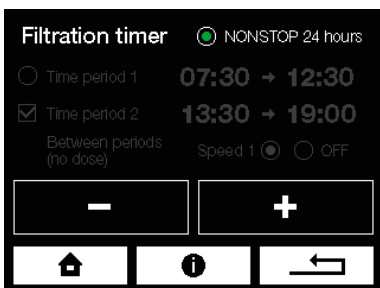 Filtration timer NONSTOP 24 hours
Time period 1 07:30 → 12:30
Time period 2 13:30 → 19:00
Between periods
(no dose) Speed 1 OFF
− +